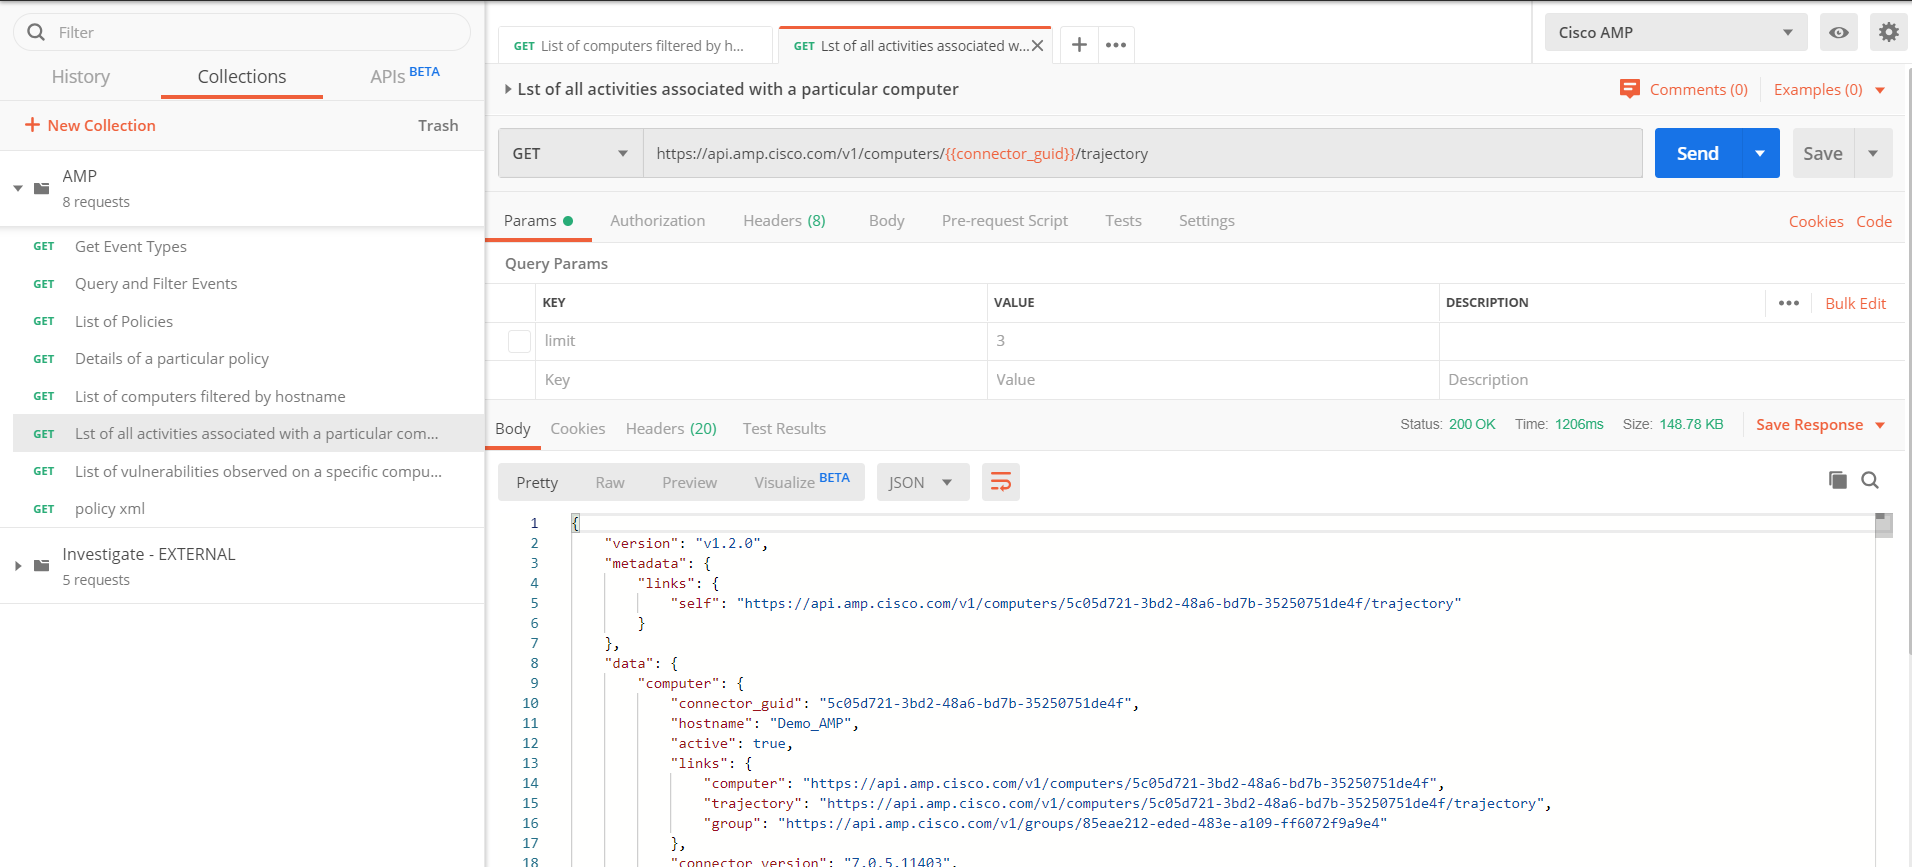 Filter
History Collections APIs BETA
+ New Collection Trash
AMP
8 requests
GET Get Event Types
GET Query and Filter Events
GET List of Policies
GET Details of a particular policy
GET List of computers filtered by hostname
GET Lst of all activities associated with a particular com...
GET List of vulnerabilities observed on a specific compu...
GET policy xml
Investigate - EXTERNAL
5 requests
GET List of computers filtered by h...
GET Lst of all activities associated w...
Cisco AMP
Lst of all activities associated with a particular computer
Comments (0) Examples (0)
GET https://api.amp.cisco.com/v1/computers/{{connector_guid}}/trajectory
Send Save
Params Authorization Headers (8) Body Pre-request Script Tests Settings Cookies Code
Query Params
KEY VALUE DESCRIPTION Bulk Edit
limit 3
Key Value Description
Body Cookies Headers (20) Test Results Status: 200 OK Time: 1206ms Size: 148.78 KB Save Response
Pretty Raw Preview Visualize BETA JSON
1 {
2 "version": "v1.2.0",
3 "metadata": {
4 "links": {
5 "self": "https://api.amp.cisco.com/v1/computers/5c05d721-3bd2-48a6-bd7b-35250751de4f/trajectory"
6 }
7 },
8 "data": {
9 "computer": {
10 "connector_guid": "5c05d721-3bd2-48a6-bd7b-35250751de4f",
11 "hostname": "Demo_AMP",
12 "active": true,
13 "links": {
14 "computer": "https://api.amp.cisco.com/v1/computers/5c05d721-3bd2-48a6-bd7b-35250751de4f",
15 "trajectory": "https://api.amp.cisco.com/v1/computers/5c05d721-3bd2-48a6-bd7b-35250751de4f/trajectory",
16 "group": "https://api.amp.cisco.com/v1/groups/85eae212-eded-483e-a109-ff6072f9a9e4"
17 },
18 "connector_version": "7.0.5.11403",